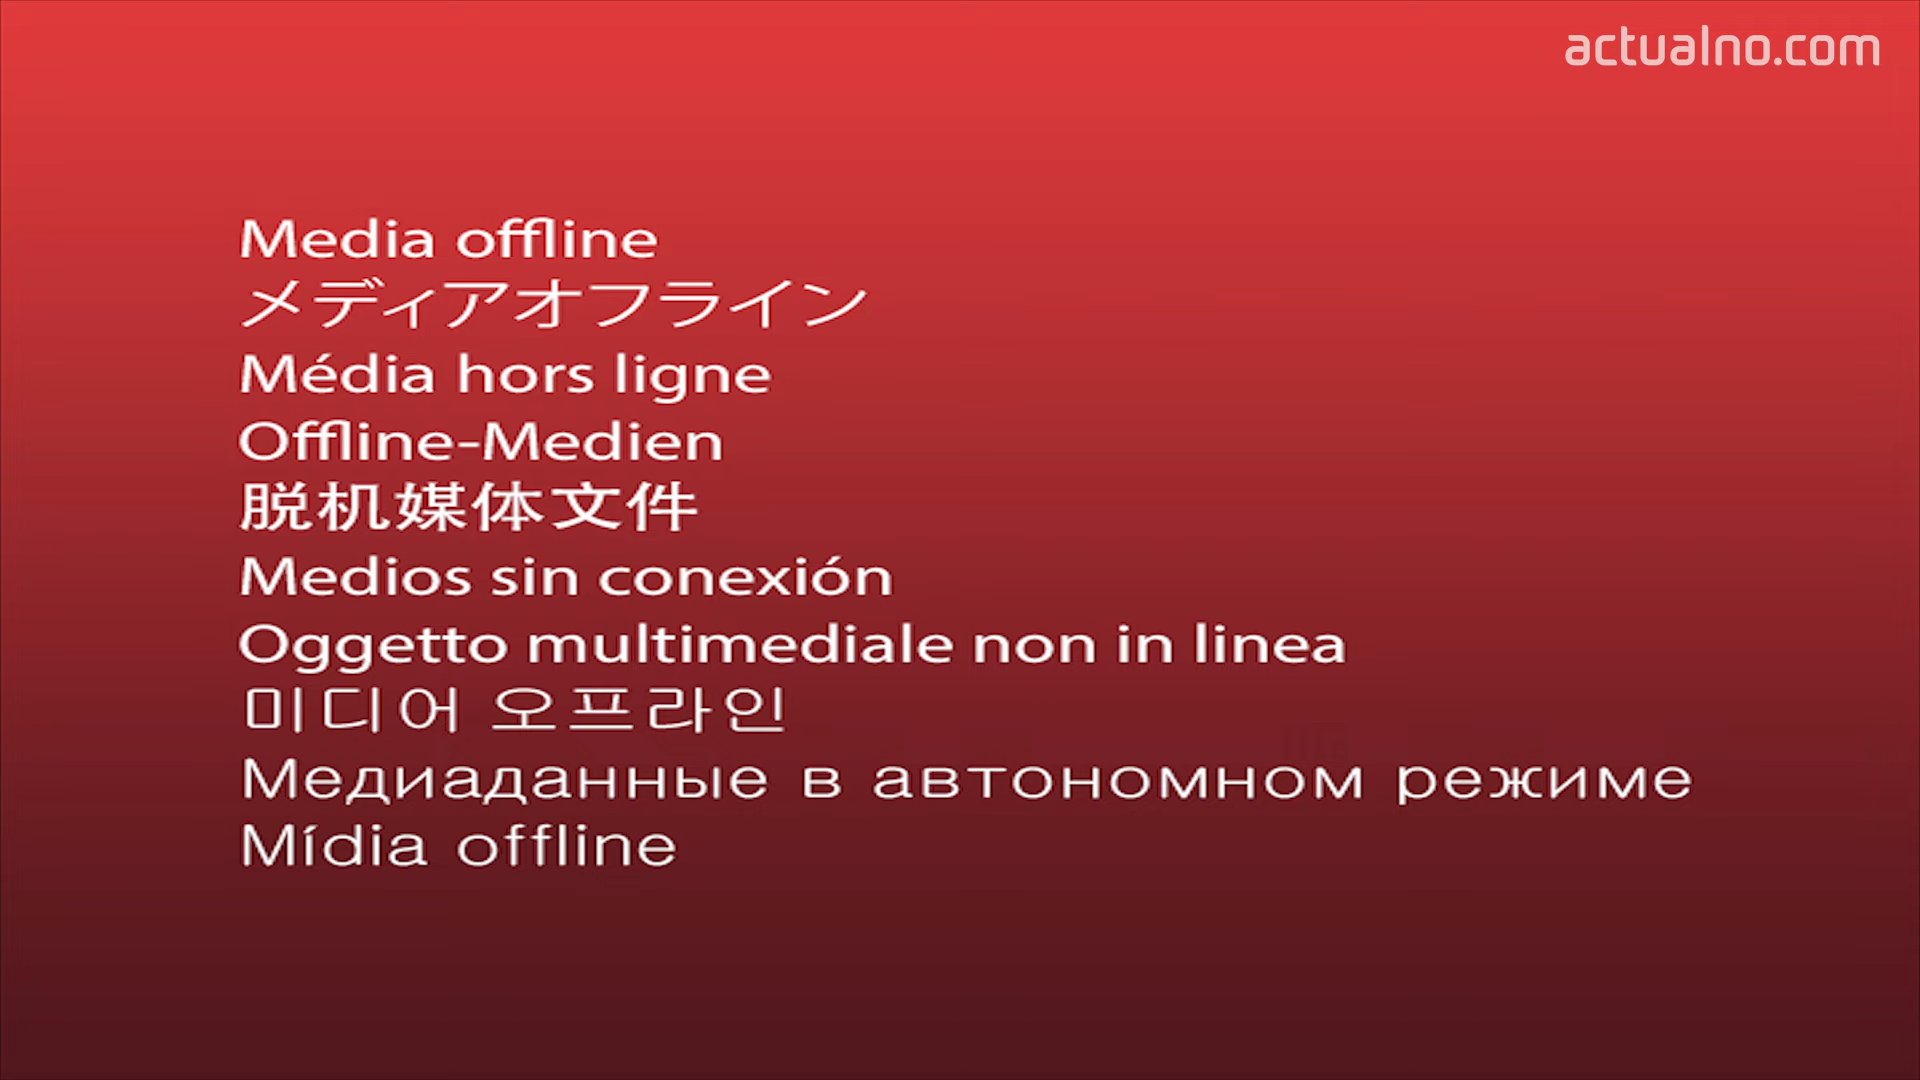 actualno.com
Media offline
メディアオフライン
Média hors ligne
Offline-Medien
脱机媒体文件
Medios sin conexión
Oggetto multimediale non in linea
미디어 오프라인
Медиаданные в автономном режиме
Mídia offline